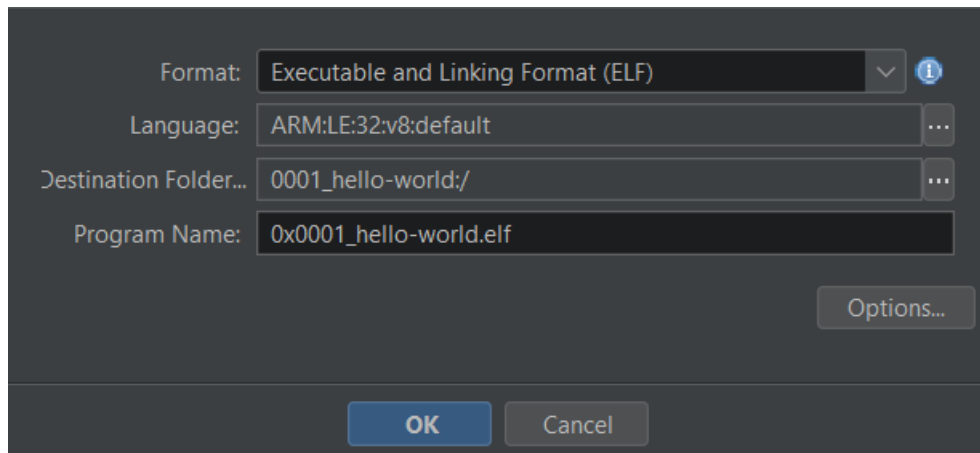 Format: Executable and Linking Format (ELF)
Language: ARM:LE:32:v8:default ...
Destination Folder... 0001_hello-world:/ ...
Program Name: 0x0001_hello-world.elf
Options...
OK Cancel